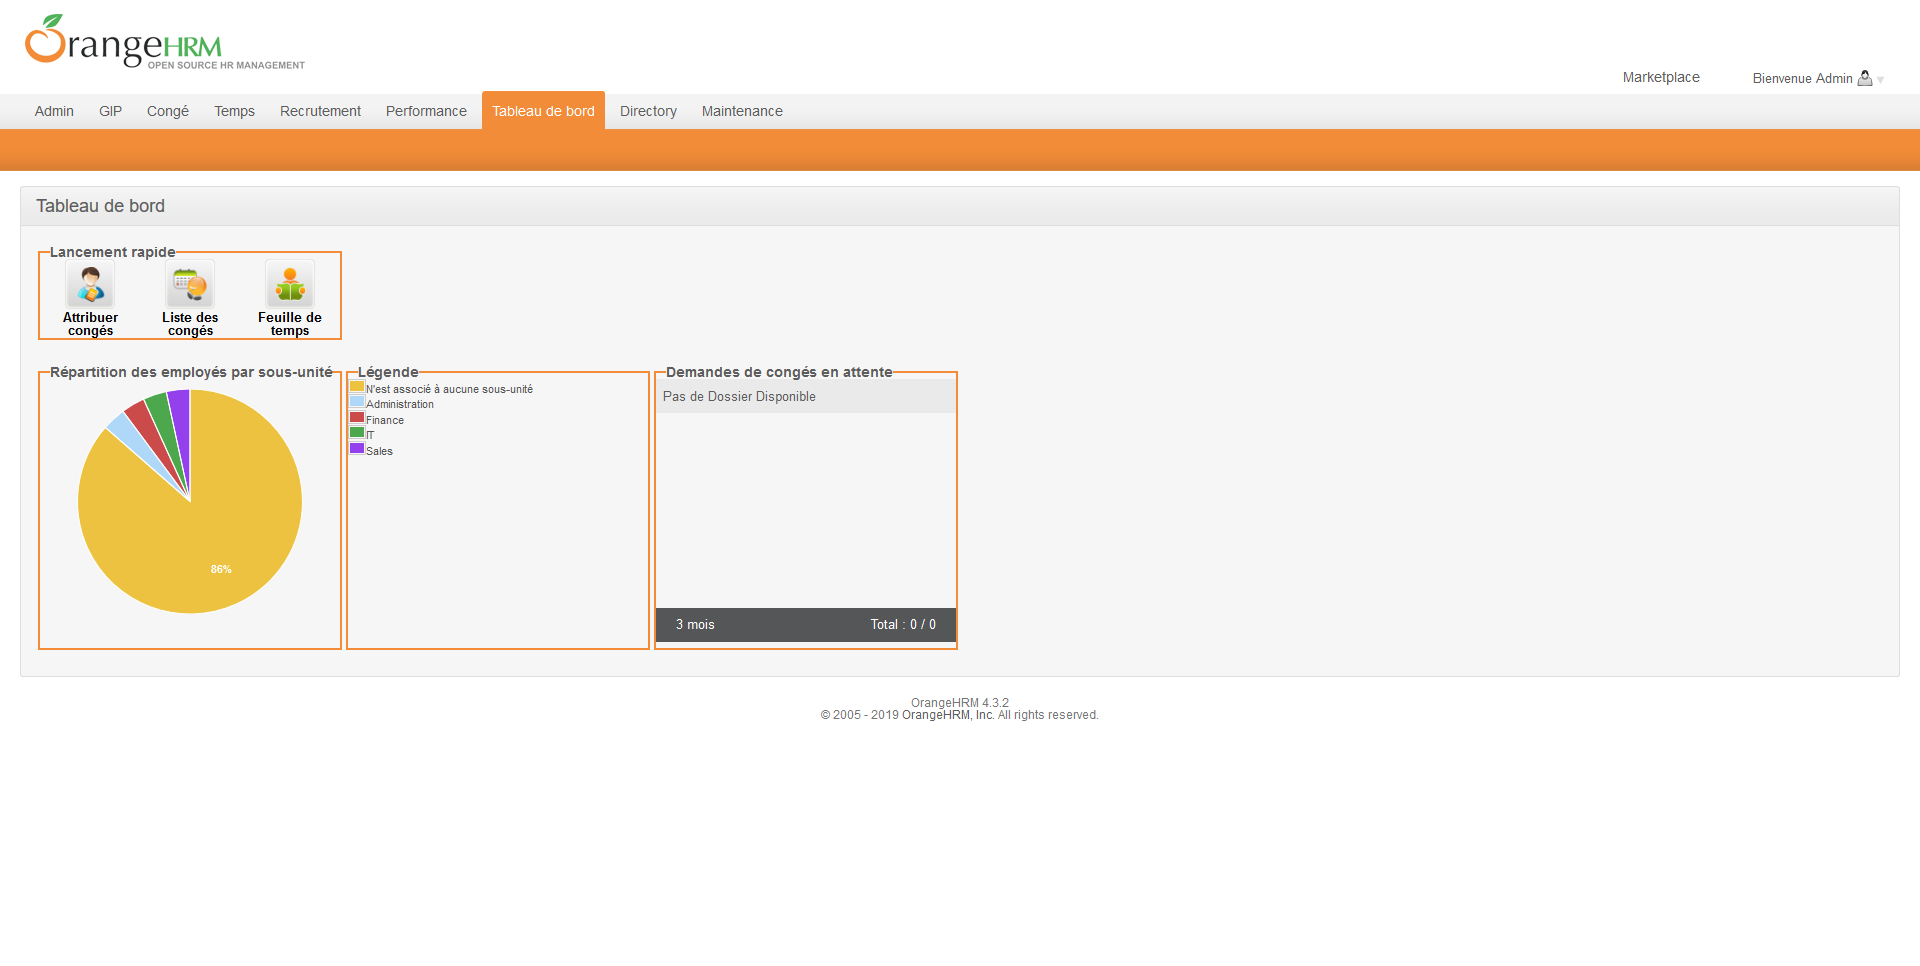 OrangeHRM
OPEN SOURCE HR MANAGEMENT
Marketplace
Bienvenue Admin
Admin GIP Congé Temps Recrutement Performance Tableau de bord Directory Maintenance
Tableau de bord
Lancement rapide
Attribuer congés
Liste des congés
Feuille de temps
Répartition des employés par sous-unité
86%
Légende
N'est associé à aucune sous-unité
Administration
Finance
IT
Sales
Demandes de congés en attente
Pas de Dossier Disponible
3 mois Total : 0 / 0
OrangeHRM 4.3.2
© 2005 - 2019 OrangeHRM, Inc. All rights reserved.